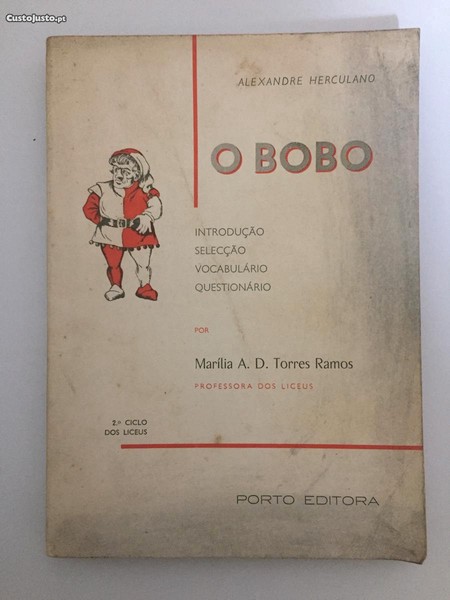 CustoJusto.pt
ALEXANDRE HERCULANO
O BOBO
INTRODUÇÃO
SELECÇÃO
VOCABULÁRIO
QUESTIONÁRIO
POR
Marília A. D. Torres Ramos
PROFESSORA DOS LICEUS
2.º CICLO
DOS LICEUS
PORTO EDITORA